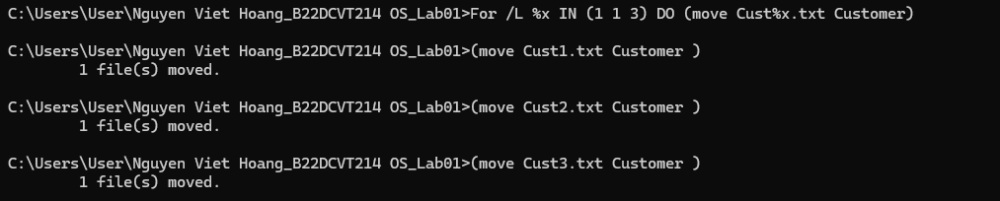 C:\Users\User\Nguyen Viet Hoang_B22DCVT214 OS_Lab01>For /L %x IN (1 1 3) DO (move Cust%x.txt Customer)
C:\Users\User\Nguyen Viet Hoang_B22DCVT214 OS_Lab01>(move Cust1.txt Customer )
        1 file(s) moved.
C:\Users\User\Nguyen Viet Hoang_B22DCVT214 OS_Lab01>(move Cust2.txt Customer )
        1 file(s) moved.
C:\Users\User\Nguyen Viet Hoang_B22DCVT214 OS_Lab01>(move Cust3.txt Customer )
        1 file(s) moved.